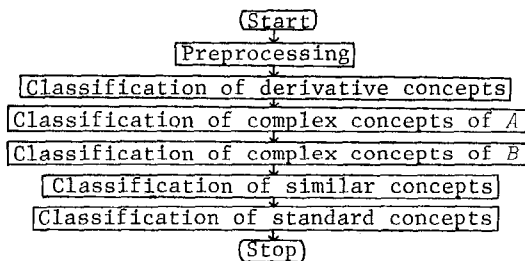 Start
Preprocessing
Classification of derivative concepts
Classification of complex concepts of A
Classification of complex concepts of B
Classification of similar concepts
Classification of standard concepts
Stop